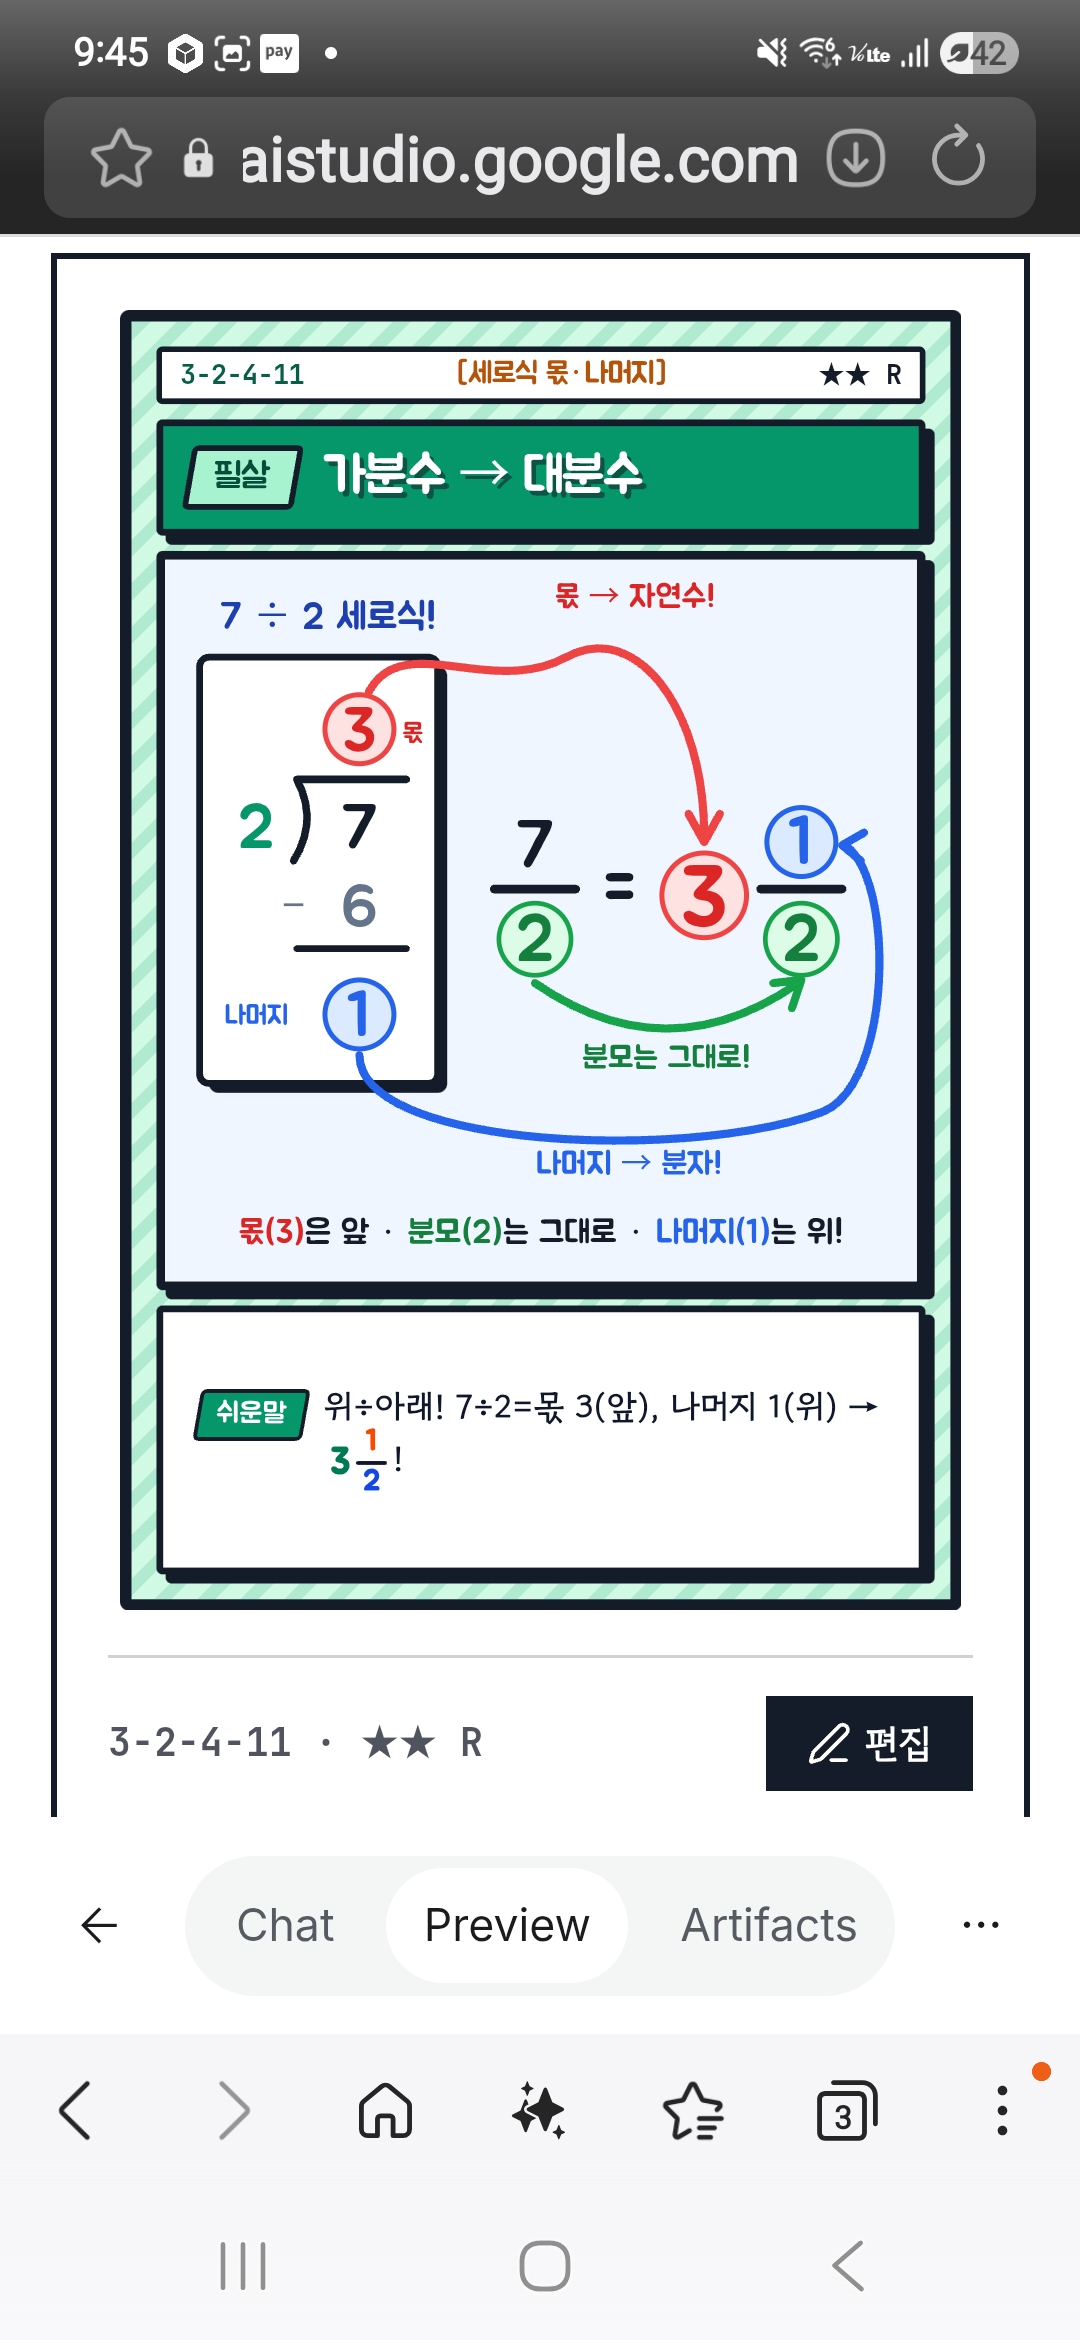 9:45 pay 6 VoLte 42
aistudio.google.com
3-2-4-11 [세로식 몫·나머지] ★★ R
필살 가분수 → 대분수
7 ÷ 2 세로식!
몫 → 자연수!
3 몫
2 ) 7
- 6
나머지 1
7
2
=
3
1
2
분모는 그대로!
나머지 → 분자!
몫(3)은 앞 · 분모(2)는 그대로 · 나머지(1)는 위!
쉬운말 위÷아래! 7÷2=몫 3(앞), 나머지 1(위) →
3 1/2 !
3-2-4-11 · ★★ R
편집
Chat Preview Artifacts
3